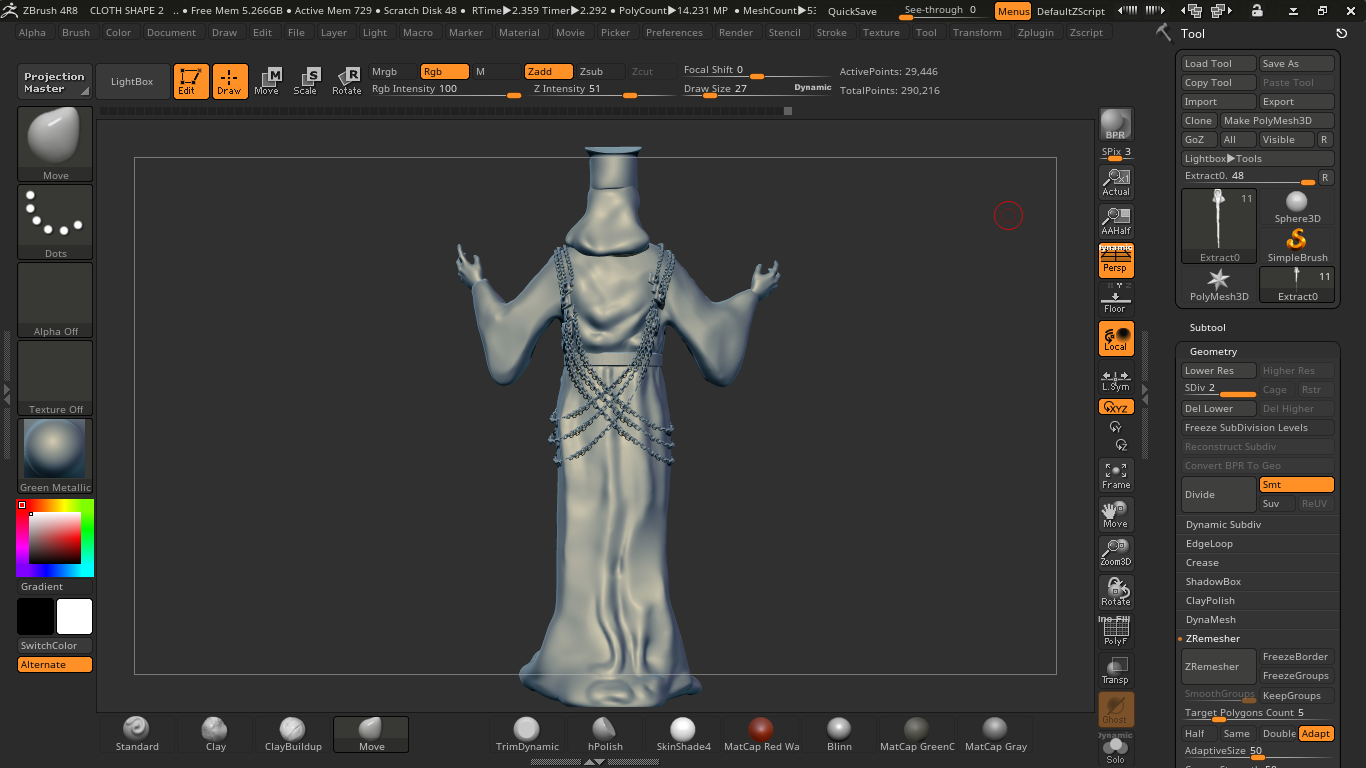 ZBrush 4R8 CLOTH SHAPE 2 .. ● Free Mem 5.266GB ● Active Mem 729 ● Scratch Disk 48 ● RTime▶2.359 Timer▶2.292 ● PolyCount▶14.231 MP ● MeshCount▶53 QuickSave See-through 0 Menus DefaultZScript
Alpha Brush Color Document Draw Edit File Layer Light Macro Marker Material Movie Picker Preferences Render Stencil Stroke Texture Tool Transform Zplugin Zscript
Tool
Projection Master
LightBox
Edit
Draw
Move
Scale
Rotate
Mrgb Rgb M Zadd Zsub Zcut
Rgb Intensity 100 Z Intensity 51
Focal Shift 0
Draw Size 27 Dynamic
ActivePoints: 29,446
TotalPoints: 290,216
Move
Dots
Alpha Off
Texture Off
Green Metallic
Gradient
SwitchColor
Alternate
BPR
SPix 3
Actual
AAHalf
Dynamic
Persp
Floor
Local
L.Sym
XYZ
Y
Z
Frame
Move
Zoom3D
Rotate
PolyF
Transp
Ghost
Dynamic
Solo
Load Tool Save As
Copy Tool Paste Tool
Import Export
Clone Make PolyMesh3D
GoZ All Visible R
Lightbox▶Tools
Extract0. 48 R
11
Sphere3D
Extract0 SimpleBrush
11
PolyMesh3D Extract0
Subtool
Geometry
Lower Res Higher Res
SDiv 2 Cage Rstr
Del Lower Del Higher
Freeze SubDivision Levels
Reconstruct Subdiv
Convert BPR To Geo
Divide Smt
Suv ReUV
Dynamic Subdiv
EdgeLoop
Crease
ShadowBox
ClayPolish
DynaMesh
ZRemesher
ZRemesher FreezeBorder
FreezeGroups
SmoothGroups KeepGroups
Target Polygons Count 5
Half Same Double Adapt
AdaptiveSize 50
Standard Clay ClayBuildup Move TrimDynamic hPolish SkinShade4 MatCap Red Wa Blinn MatCap GreenC MatCap Gray